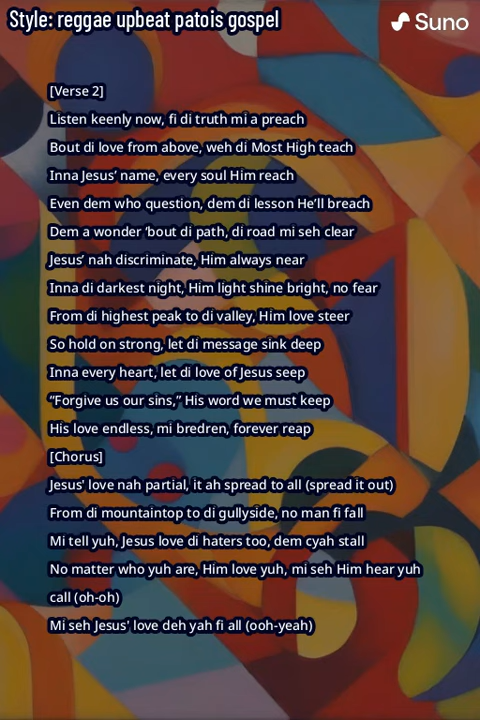 Style: reggae upbeat patois gospel
Suno
[Verse 2]
Listen keenly now, fi di truth mi a preach
Bout di love from above, weh di Most High teach
Inna Jesus' name, every soul Him reach
Even dem who question, dem di lesson He'll breach
Dem a wonder 'bout di path, di road mi seh clear
Jesus' nah discriminate, Him always near
Inna di darkest night, Him light shine bright, no fear
From di highest peak to di valley, Him love steer
So hold on strong, let di message sink deep
Inna every heart, let di love of Jesus seep
“Forgive us our sins,” His word we must keep
His love endless, mi bredren, forever reap
[Chorus]
Jesus' love nah partial, it ah spread to all (spread it out)
From di mountaintop to di gullyside, no man fi fall
Mi tell yuh, Jesus love di haters too, dem cyah stall
No matter who yuh are, Him love yuh, mi seh Him hear yuh
call (oh-oh)
Mi seh Jesus' love deh yah fi all (ooh-yeah)